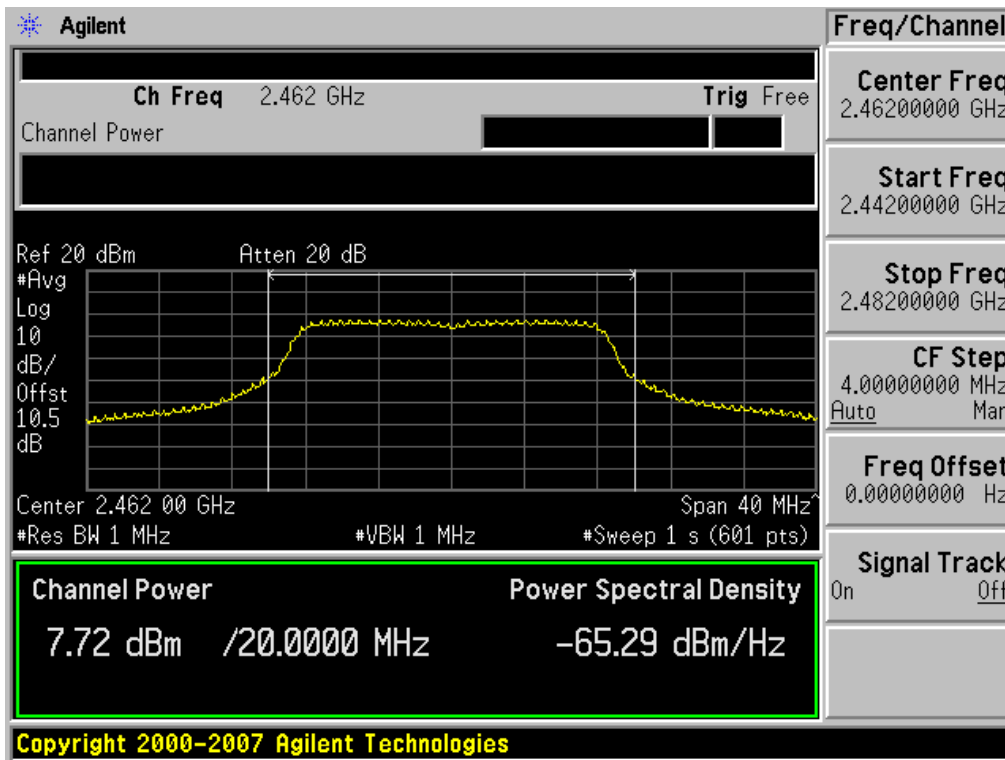 Agilent
Freq/Channel
Ch Freq 2.462 GHz Trig Free
Channel Power
Center Freq
2.46200000 GHz
Start Freq
2.44200000 GHz
Stop Freq
2.48200000 GHz
CF Step
4.00000000 MHz
Auto Man
Freq Offset
0.00000000 Hz
Signal Track
On Off
Ref 20 dBm Atten 20 dB
#Avg
Log
10
dB/
Offst
10.5
dB
Center 2.462 00 GHz Span 40 MHz^
#Res BW 1 MHz #VBW 1 MHz #Sweep 1 s (601 pts)
Channel Power Power Spectral Density
7.72 dBm /20.0000 MHz -65.29 dBm/Hz
Copyright 2000-2007 Agilent Technologies